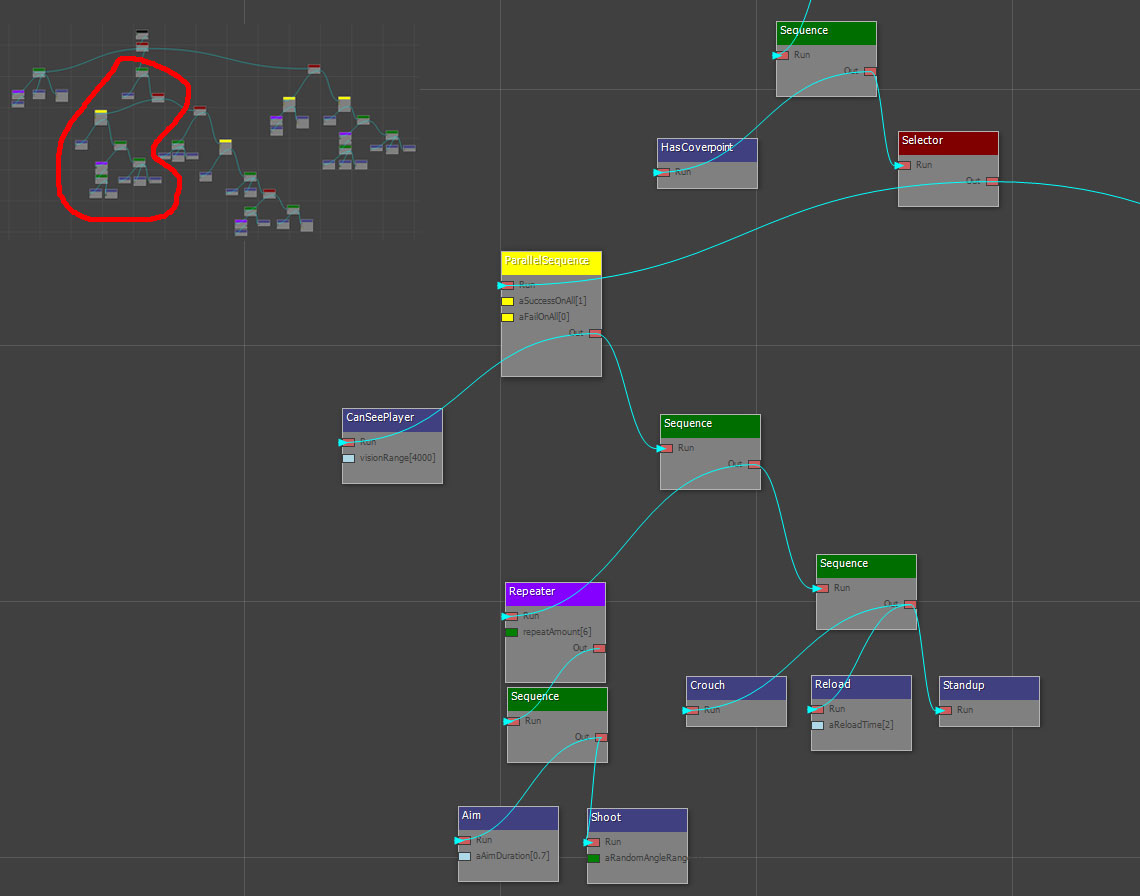 Sequence
Run
Out
HasCoverpoint
Run
Selector
Run
Out
ParallelSequence
Run
aSuccessOnAll[1]
aFailOnAll[0]
Out
CanSeePlayer
Run
visionRange[4000]
Sequence
Run
Out
Sequence
Run
Out
Repeater
Run
repeatAmount[6]
Out
Sequence
Run
Out
Crouch
Run
Reload
Run
aReloadTime[2]
Standup
Run
Aim
Run
aAimDuration[0.7]
Shoot
Run
aRandomAngleRang